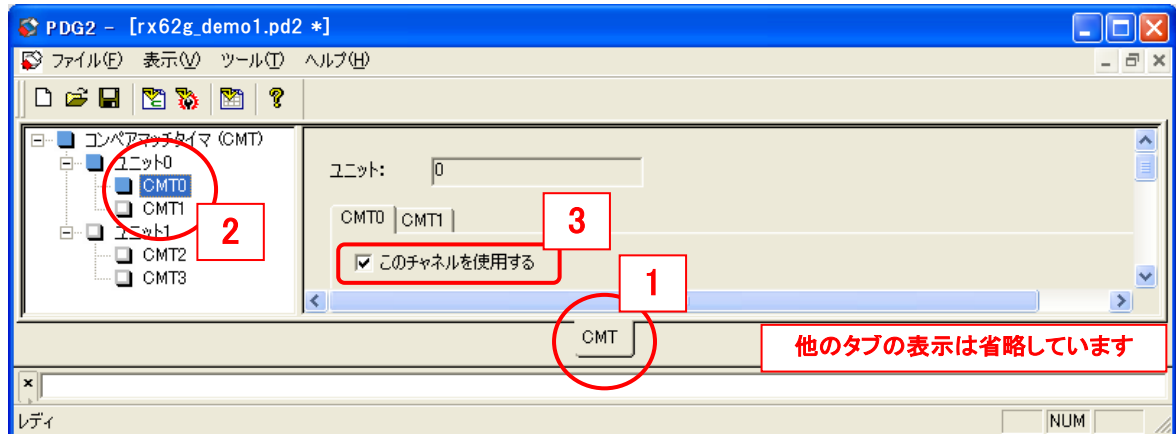 PDG2 - [rx62g_demo1.pd2 *]
ファイル(F) 表示(V) ツール(T) ヘルプ(H)
コンペアマッチタイマ (CMT)
ユニット0
CMT0
CMT1
ユニット1
CMT2
CMT3
2
ユニット: 0
CMT0 CMT1
3
このチャネルを使用する
1
CMT
他のタブの表示は省略しています
レディ
NUM